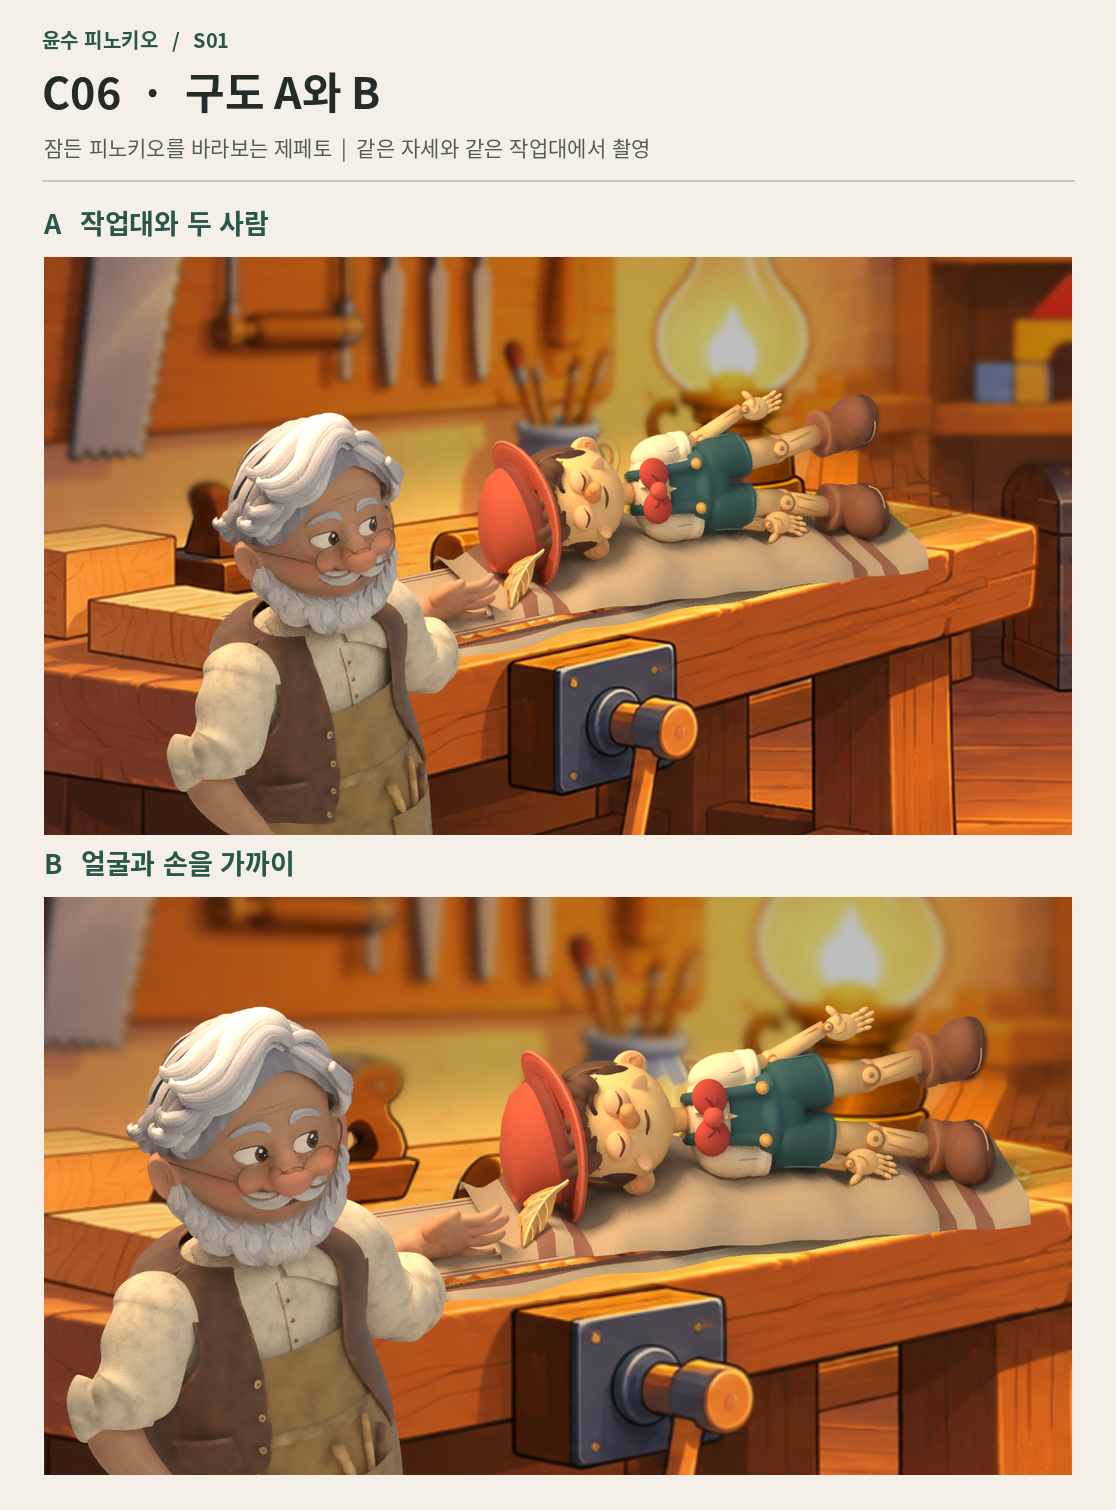 윤수 피노키오 / S01
C06 · 구도 A와 B
잠든 피노키오를 바라보는 제페토 | 같은 자세와 같은 작업대에서 촬영
A 작업대와 두 사람
B 얼굴과 손을 가까이